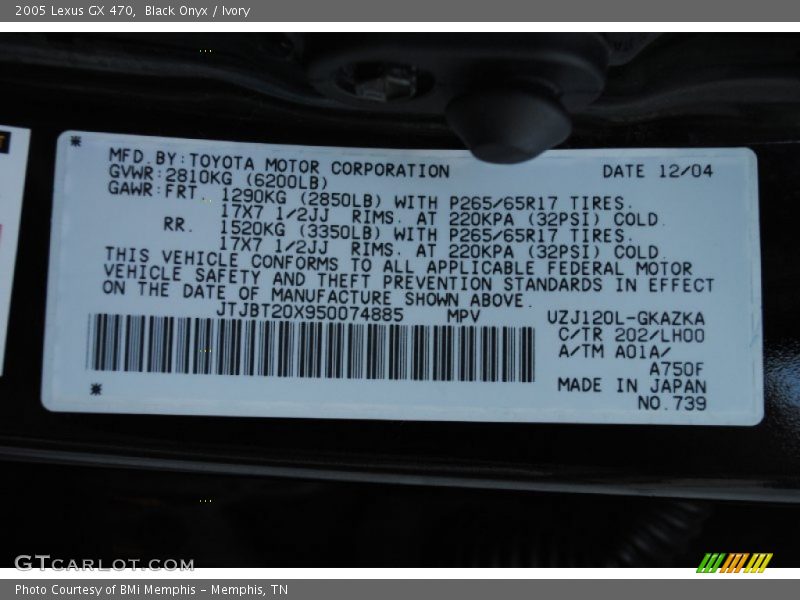 2005 Lexus GX 470, Black Onyx / Ivory
MFD.BY:TOYOTA MOTOR CORPORATION DATE 12/04
GVWR:2810KG (6200LB)
GAWR:FRT. 1290KG (2850LB) WITH P265/65R17 TIRES.
17X7 1/2JJ RIMS. AT 220KPA (32PSI) COLD.
RR. 1520KG (3350LB) WITH P265/65R17 TIRES.
17X7 1/2JJ RIMS. AT 220KPA (32PSI) COLD.
THIS VEHICLE CONFORMS TO ALL APPLICABLE FEDERAL MOTOR
VEHICLE SAFETY AND THEFT PREVENTION STANDARDS IN EFFECT
ON THE DATE OF MANUFACTURE SHOWN ABOVE.
JTJBT20X950074885 MPV UZJ120L-GKAZKA
C/TR 202/LH00
A/TM A01A/
A750F
MADE IN JAPAN
NO.739
GTCARLOT.COM
Photo Courtesy of BMi Memphis - Memphis, TN